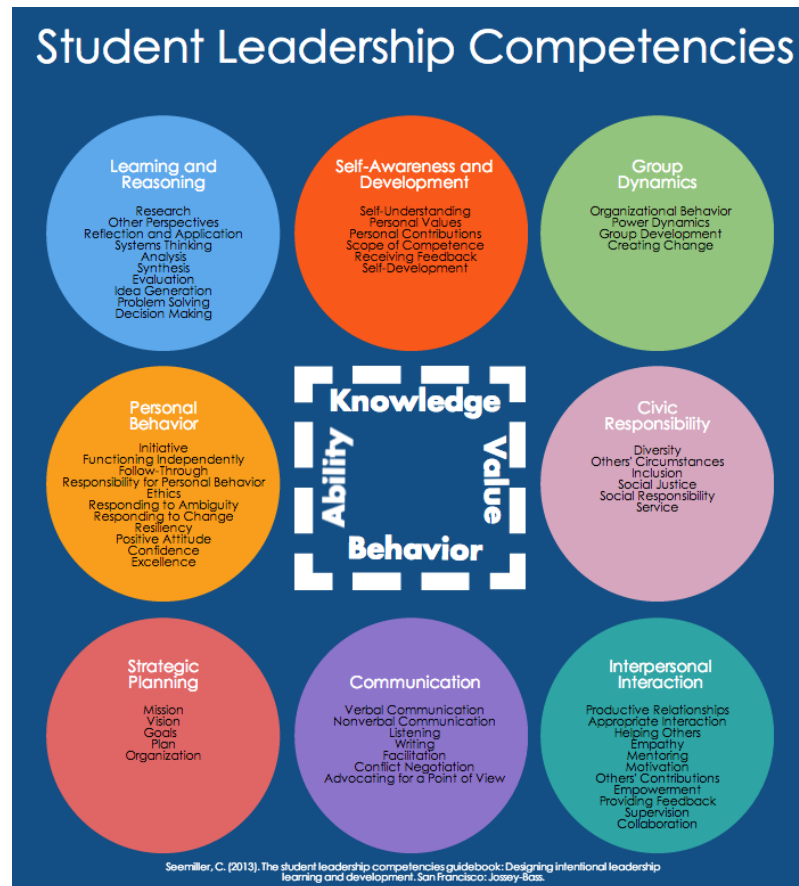 Student Leadership Competencies
Learning and
Reasoning
Research
Other Perspectives
Reflection and Application
Systems Thinking
Analysis
Synthesis
Evaluation
Idea Generation
Problem Solving
Decision Making
Self-Awareness and
Development
Self-Understanding
Personal Values
Personal Contributions
Scope of Competence
Receiving Feedback
Self-Development
Group
Dynamics
Organizational Behavior
Power Dynamics
Group Development
Creating Change
Personal
Behavior
Initiative
Functioning Independently
Follow-Through
Responsibility for Personal Behavior
Ethics
Responding to Ambiguity
Responding to Change
Resiliency
Positive Attitude
Confidence
Excellence
Knowledge
Ability
Value
Behavior
Civic
Responsibility
Diversity
Others' Circumstances
Inclusion
Social Justice
Social Responsibility
Service
Strategic
Planning
Mission
Vision
Goals
Plan
Organization
Communication
Verbal Communication
Nonverbal Communication
Listening
Writing
Facilitation
Conflict Negotiation
Advocating for a Point of View
Interpersonal
Interaction
Productive Relationships
Appropriate Interaction
Helping Others
Empathy
Mentoring
Motivation
Others' Contributions
Empowerment
Providing Feedback
Supervision
Collaboration
Seemiller, C. (2013). The student leadership competencies guidebook: Designing intentional leadership
learning and development. San Francisco: Jossey-Bass.